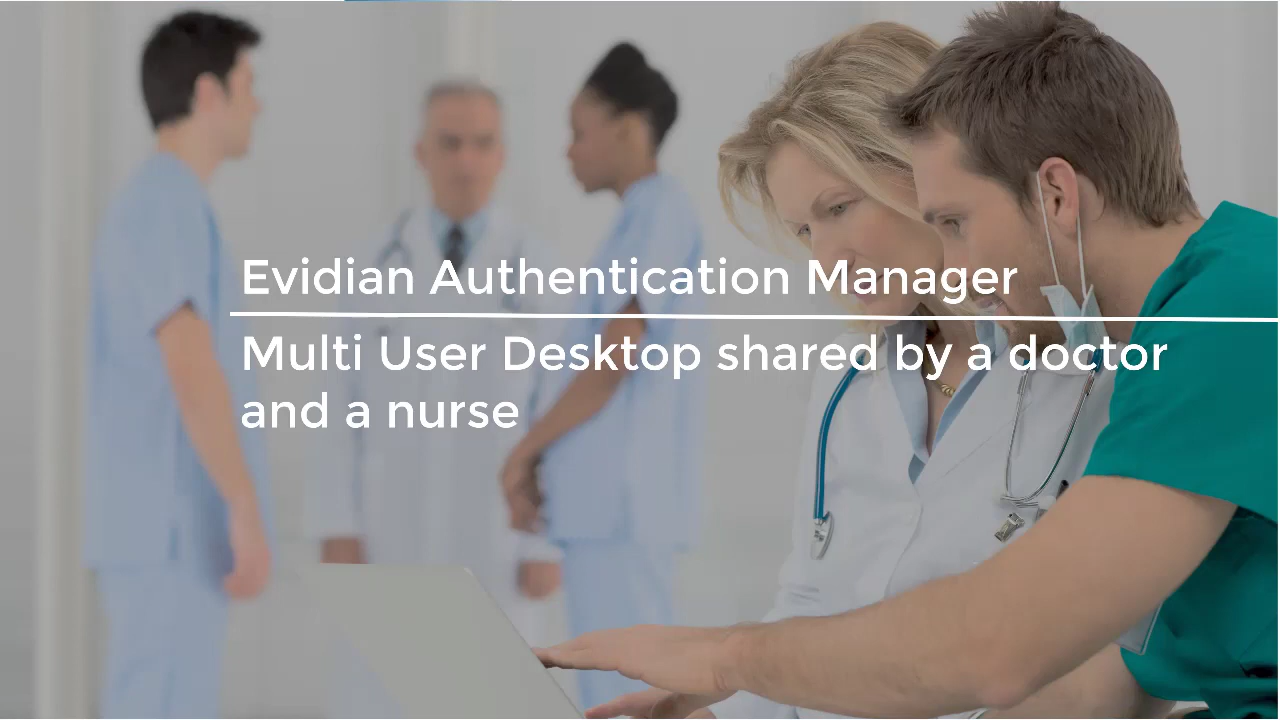 Evidian Authentication Manager
Multi User Desktop shared by a doctor
and a nurse